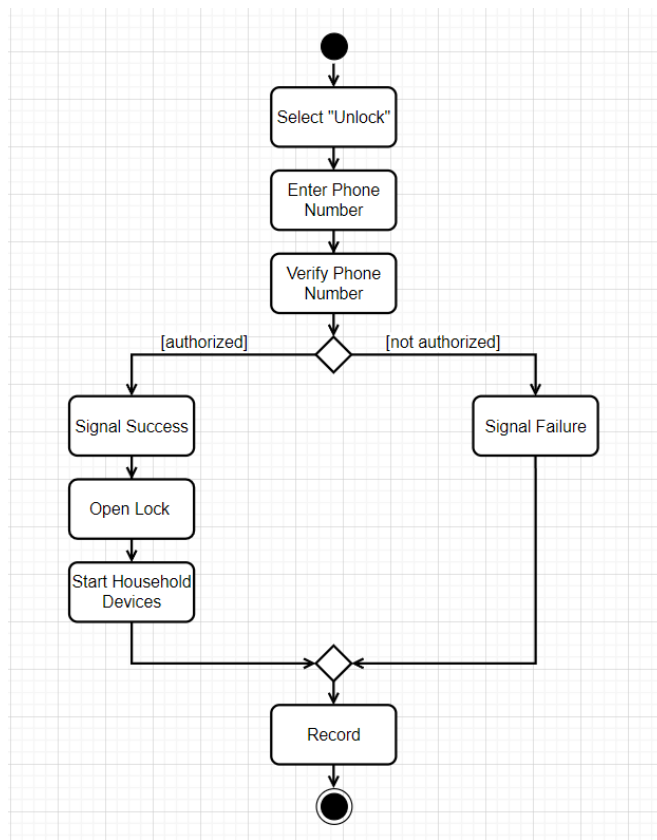 Select "Unlock"
Enter Phone
Number
Verify Phone
Number
[authorized]
[not authorized]
Signal Success
Signal Failure
Open Lock
Start Household
Devices
Record